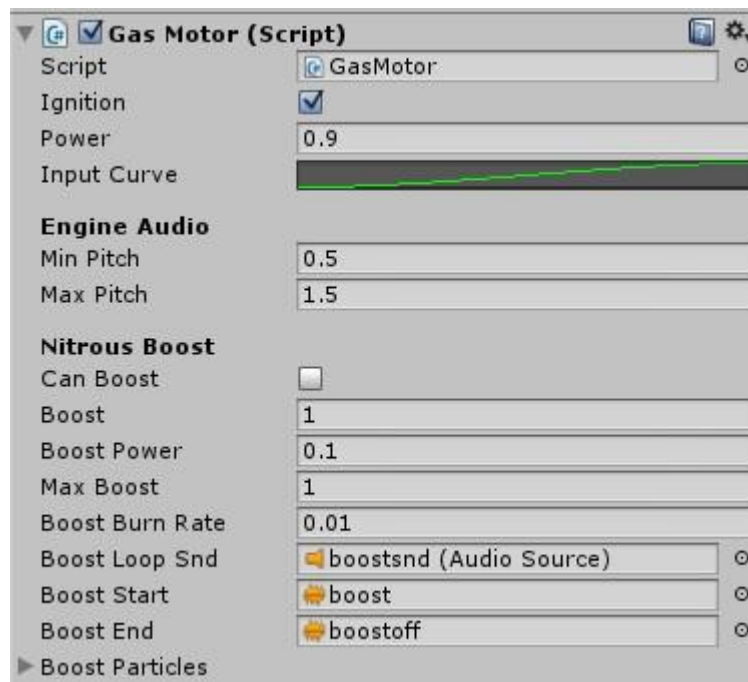 Gas Motor (Script)
Script GasMotor
Ignition
Power 0.9
Input Curve
Engine Audio
Min Pitch 0.5
Max Pitch 1.5
Nitrous Boost
Can Boost
Boost 1
Boost Power 0.1
Max Boost 1
Boost Burn Rate 0.01
Boost Loop Snd boostsnd (Audio Source)
Boost Start boost
Boost End boostoff
Boost Particles